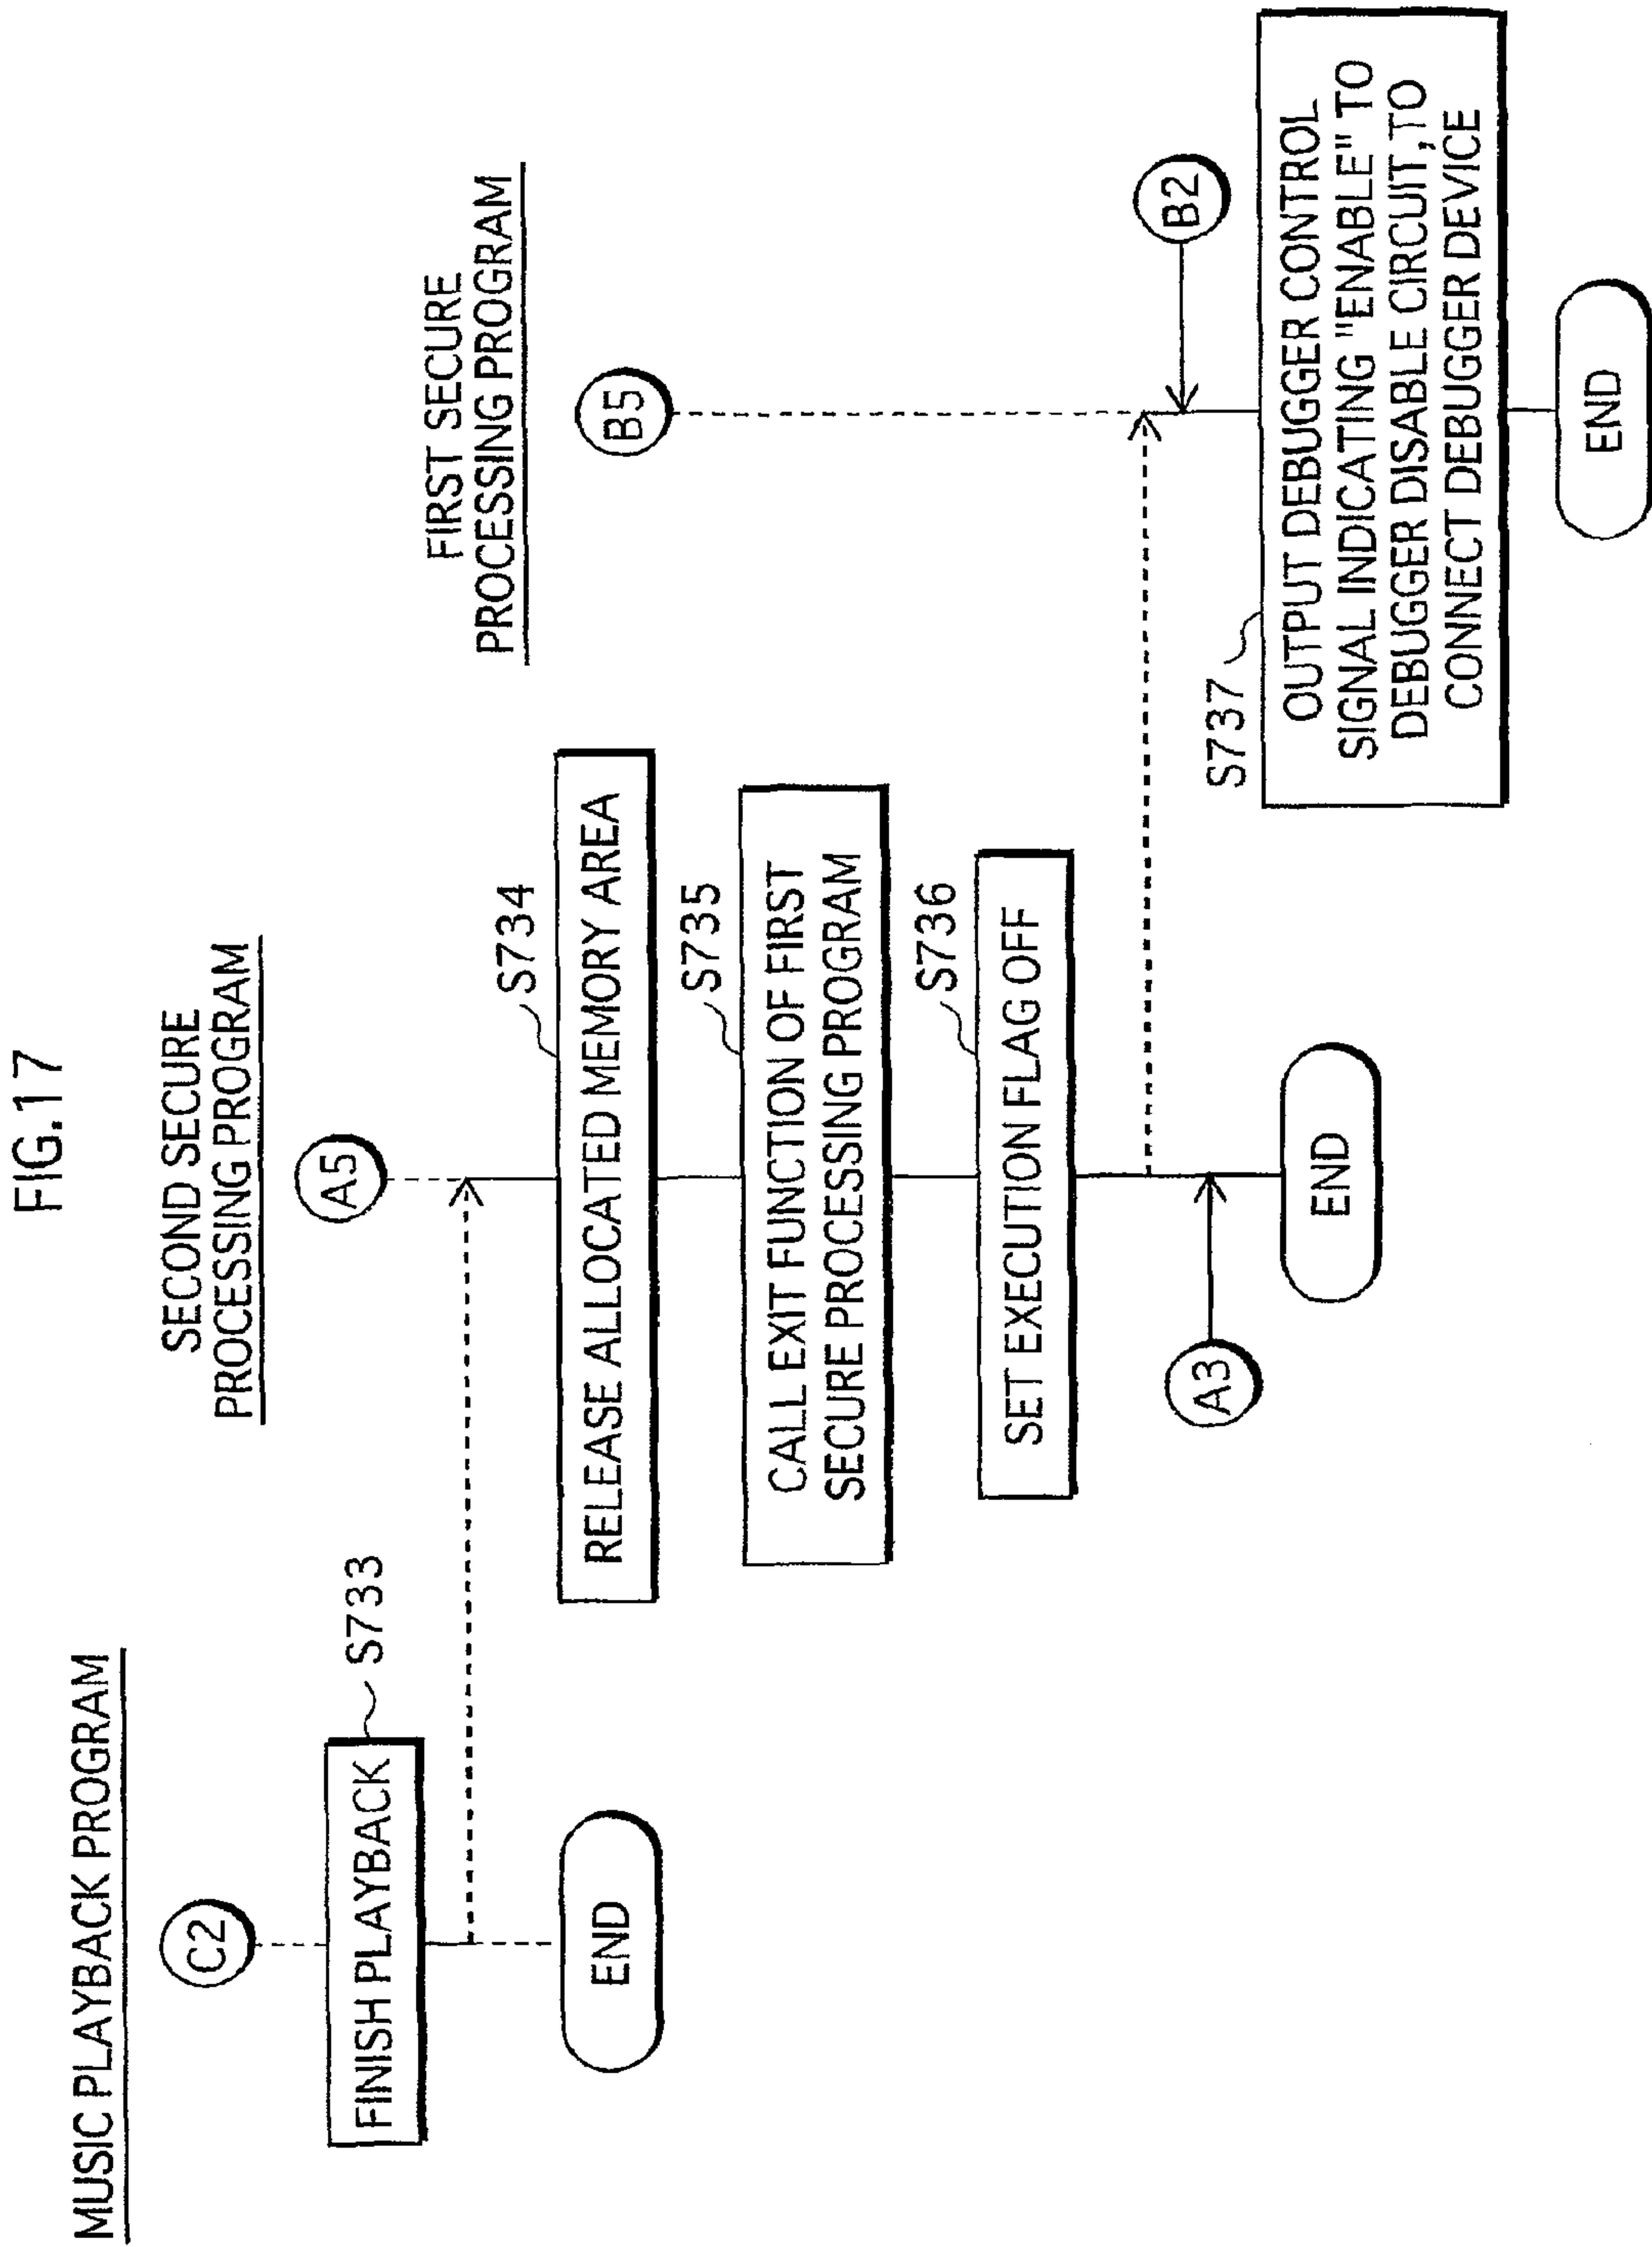 FIG.17
MUSIC PLAYBACK PROGRAM
C2
FINISH PLAYBACK
S733
END
SECOND SECURE
PROCESSING PROGRAM
A5
S734
RELEASE ALLOCATED MEMORY AREA
S735
CALL EXIT FUNCTION OF FIRST
SECURE PROCESSING PROGRAM
S736
SET EXECUTION FLAG OFF
A3
END
FIRST SECURE
PROCESSING PROGRAM
B5
B2
S737
OUTPUT DEBUGGER CONTROL
SIGNAL INDICATING "ENABLE" TO
DEBUGGER DISABLE CIRCUIT,TO
CONNECT DEBUGGER DEVICE
END